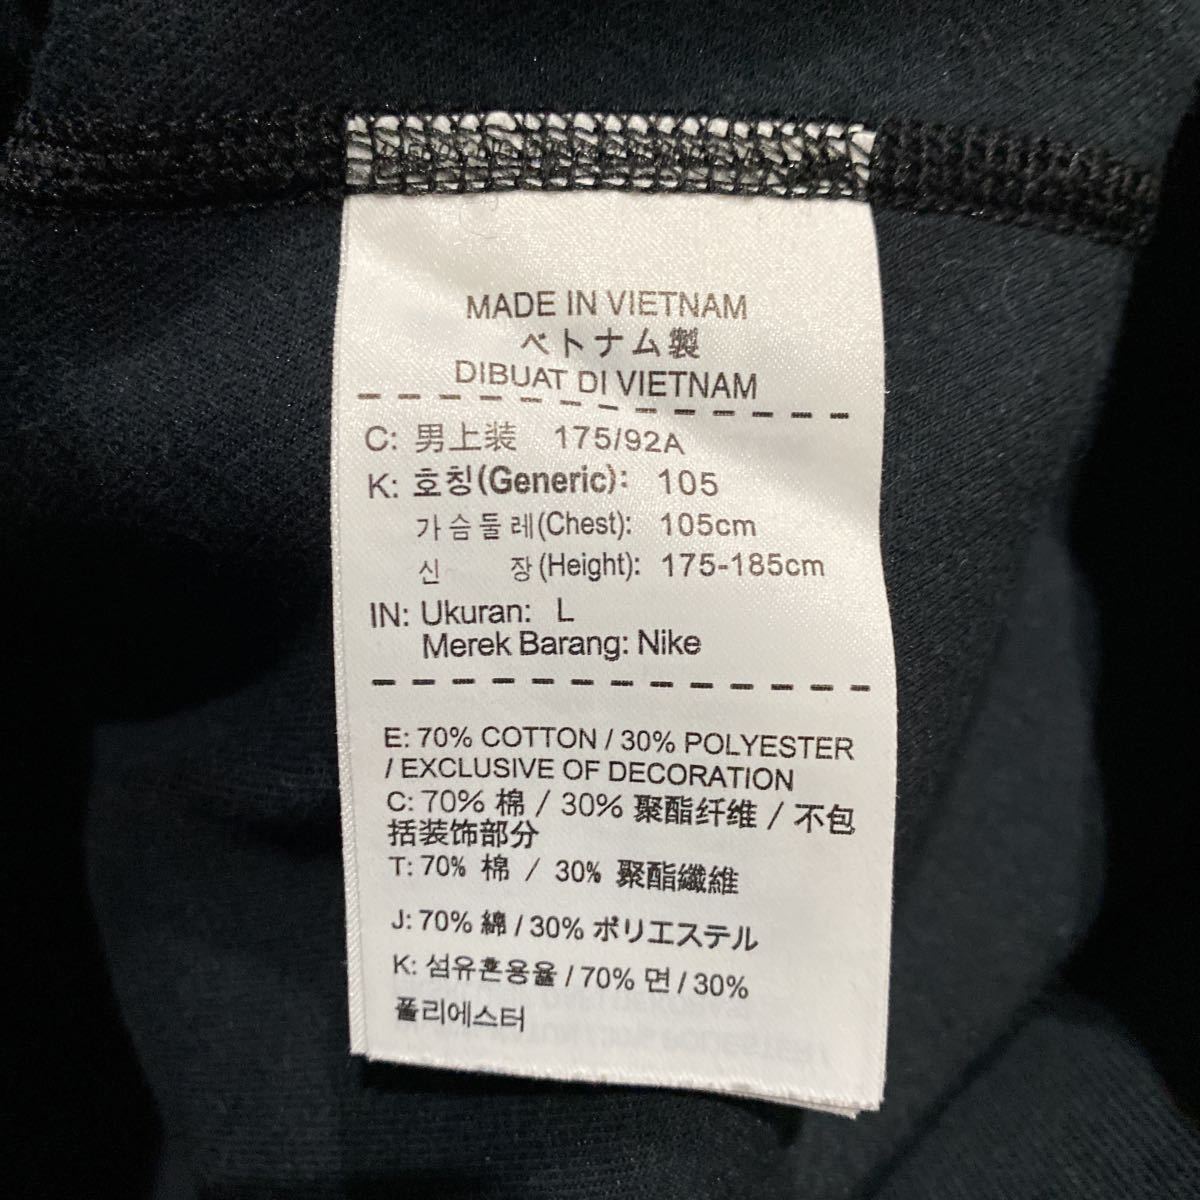 MADE IN VIETNAM
ベトナム製
DIBUAT DI VIETNAM
C: 男上装 175/92A
K: 호칭(Generic): 105
가슴둘레(Chest): 105cm
신 장(Height): 175-185cm
IN: Ukuran: L
Merek Barang: Nike
E: 70% COTTON / 30% POLYESTER
/ EXCLUSIVE OF DECORATION
C: 70% 棉 / 30% 聚酯纤维 / 不包
括装饰部分
T: 70% 棉 / 30% 聚酯纖維
J: 70% 綿 / 30% ポリエステル
K: 섬유혼용율 / 70% 면 / 30%
폴리에스터